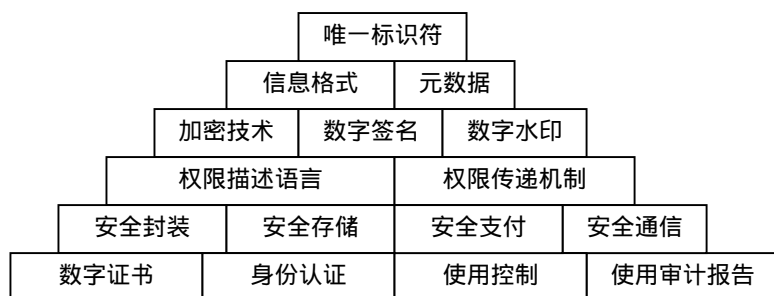 唯一标识符
信息格式 元数据
加密技术 数字签名 数字水印
权限描述语言 权限传递机制
安全封装 安全存储 安全支付 安全通信
数字证书 身份认证 使用控制 使用审计报告